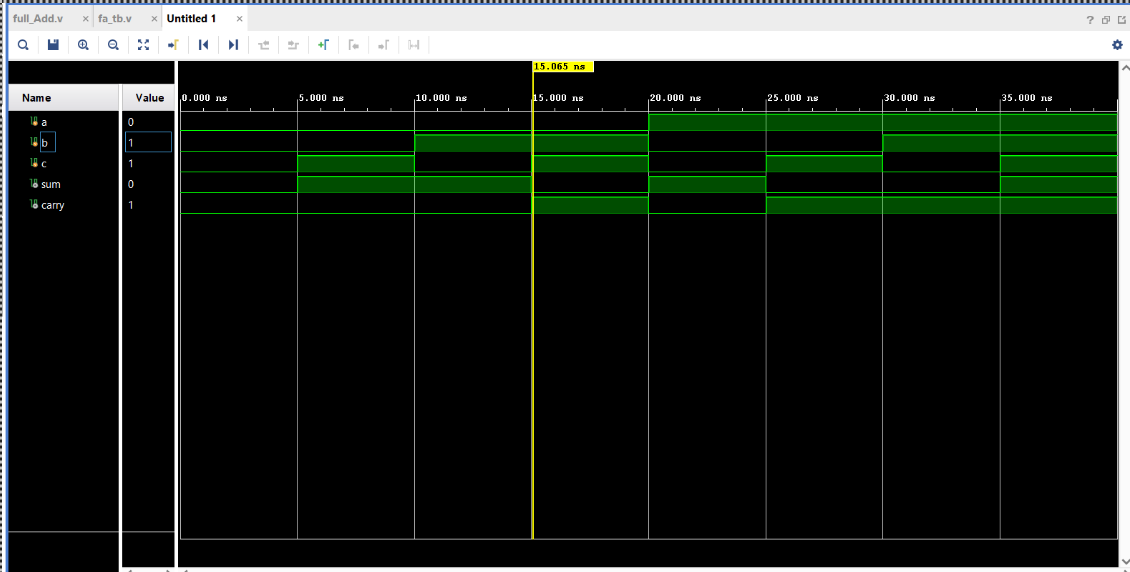 full_Add.v × fa_tb.v × Untitled 1 ×
?
15.065 ns
Name Value 0.000 ns 5.000 ns 10.000 ns 15.000 ns 20.000 ns 25.000 ns 30.000 ns 35.000 ns
a 0
b 1
c 1
sum 0
carry 1